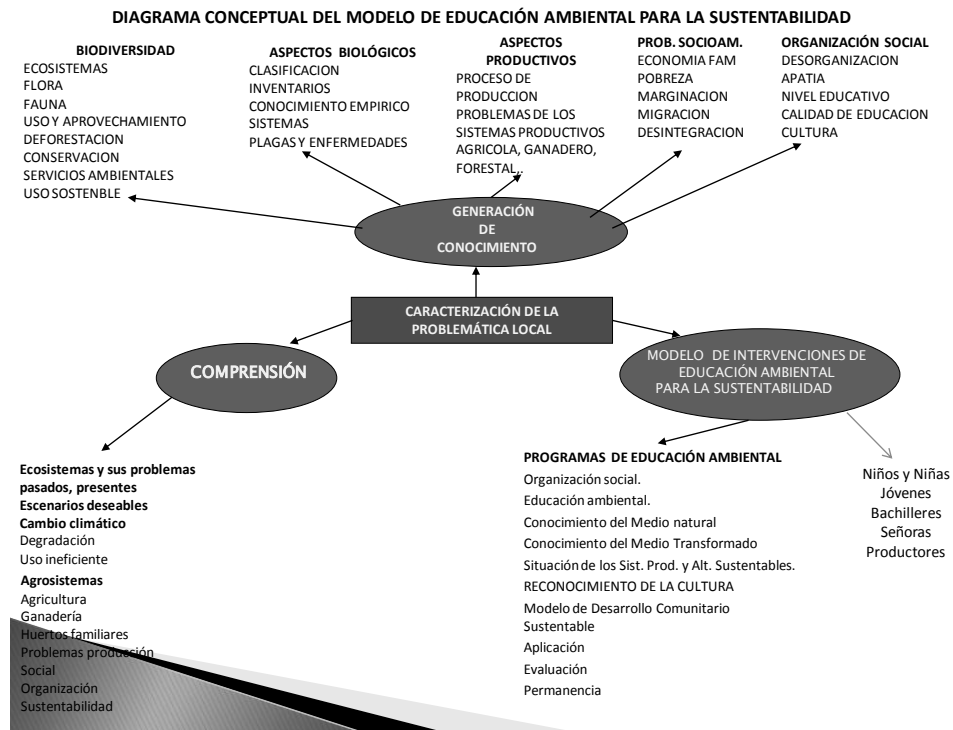 DIAGRAMA CONCEPTUAL DEL MODELO DE EDUCACIÓN AMBIENTAL PARA LA SUSTENTABILIDAD
BIODIVERSIDAD
ECOSISTEMAS
FLORA
FAUNA
USO Y APROVECHAMIENTO
DEFORESTACION
CONSERVACION
SERVICIOS AMBIENTALES
USO SOSTENBLE
ASPECTOS BIOLÓGICOS
CLASIFICACION
INVENTARIOS
CONOCIMIENTO EMPIRICO
SISTEMAS
PLAGAS Y ENFERMEDADES
ASPECTOS
PRODUCTIVOS
PROCESO DE
PRODUCCION
PROBLEMAS DE LOS
SISTEMAS PRODUCTIVOS
AGRICOLA, GANADERO,
FORESTAL,.
PROB. SOCIOAM.
ECONOMIA FAM
POBREZA
MARGINACION
MIGRACION
DESINTEGRACION
ORGANIZACIÓN SOCIAL
DESORGANIZACION
APATIA
NIVEL EDUCATIVO
CALIDAD DE EDUCACION
CULTURA
GENERACIÓN
DE
CONOCIMIENTO
CARACTERIZACIÓN DE LA
PROBLEMÁTICA LOCAL
COMPRENSIÓN
MODELO DE INTERVENCIONES DE
EDUCACIÓN AMBIENTAL
PARA LA SUSTENTABILIDAD
Ecosistemas y sus problemas
pasados, presentes
Escenarios deseables
Cambio climático
Degradación
Uso ineficiente
Agrosistemas
Agricultura
Ganadería
Huertos familiares
Problemas producción
Social
Organización
Sustentabilidad
PROGRAMAS DE EDUCACIÓN AMBIENTAL
Organización social.
Educación ambiental.
Conocimiento del Medio natural
Conocimiento del Medio Transformado
Situación de los Sist. Prod. y Alt. Sustentables.
RECONOCIMIENTO DE LA CULTURA
Modelo de Desarrollo Comunitario
Sustentable
Aplicación
Evaluación
Permanencia
Niños y Niñas
Jóvenes
Bachilleres
Señoras
Productores